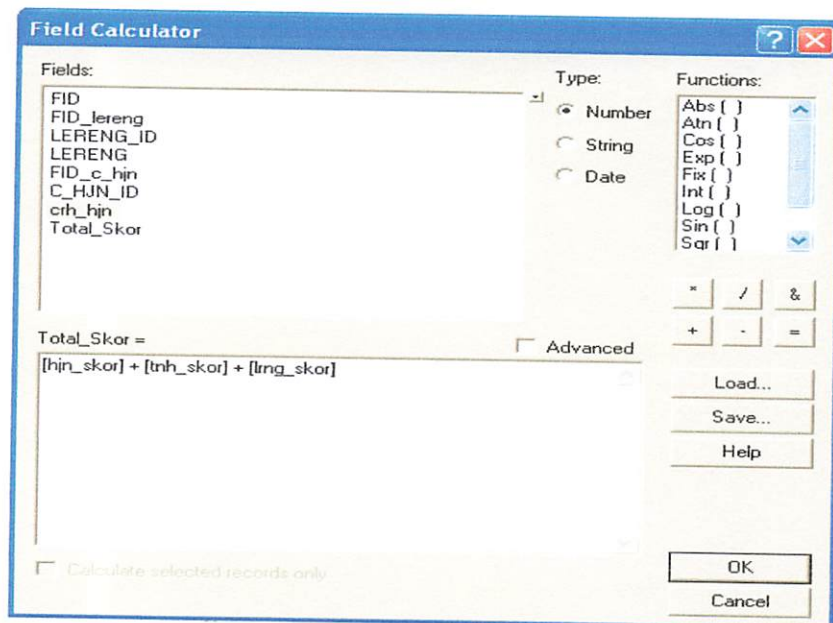 Field Calculator
Fields:
FID
FID_lereng
LERENG_ID
LERENG
FID_c_hjn
C_HJN_ID
crh_hjn
Total_Skor
Type:
Number
String
Date
Functions:
Abs ( )
Atn ( )
Cos ( )
Exp ( )
Fix ( )
Int ( )
Log ( )
Sin ( )
Sqr ( )
* / &
+ - =
Total_Skor =
Advanced
[hjn_skor] + [tnh_skor] + [lrng_skor]
Load...
Save...
Help
Calculate selected records only
OK
Cancel